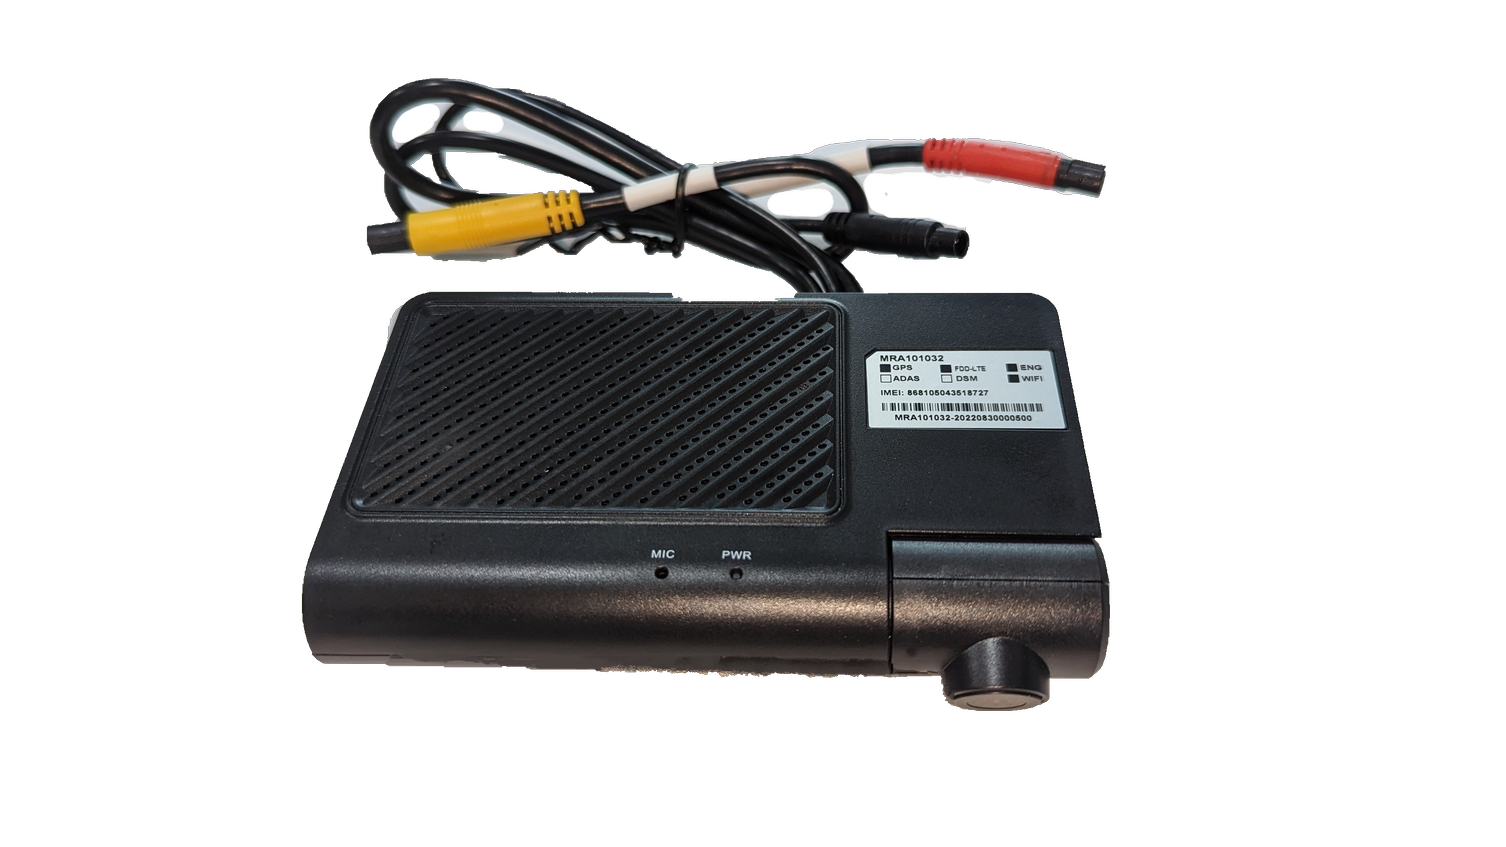 MRA101032
GPS FDD-LTE ENG
ADAS DSM WIFI
IMEI: 868105043518727
MRA101032-20220830000500
MIC PWR